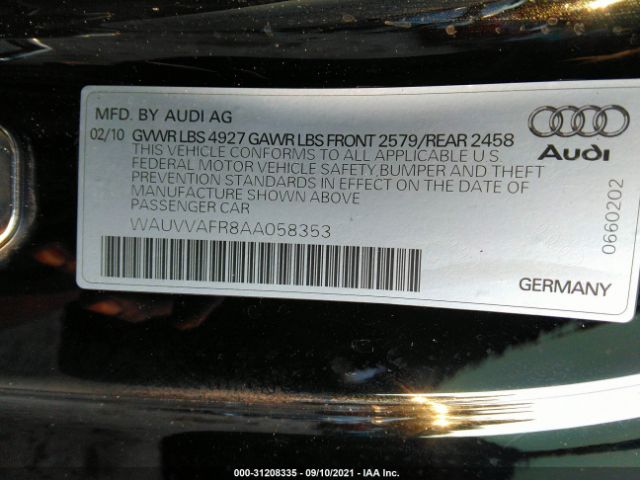 MFD. BY AUDI AG
02/10 GVWR LBS 4927 GAWR LBS FRONT 2579/REAR 2458
THIS VEHICLE CONFORMS TO ALL APPLICABLE U.S.
FEDERAL MOTOR VEHICLE SAFETY,BUMPER AND THEFT
PREVENTION STANDARDS IN EFFECT ON THE DATE OF
MANUFACTURE SHOWN ABOVE
PASSENGER CAR
WAUVVAFR8AA058353
Audi
0660202
GERMANY
000-31208335 - 09/10/2021 - IAA Inc.